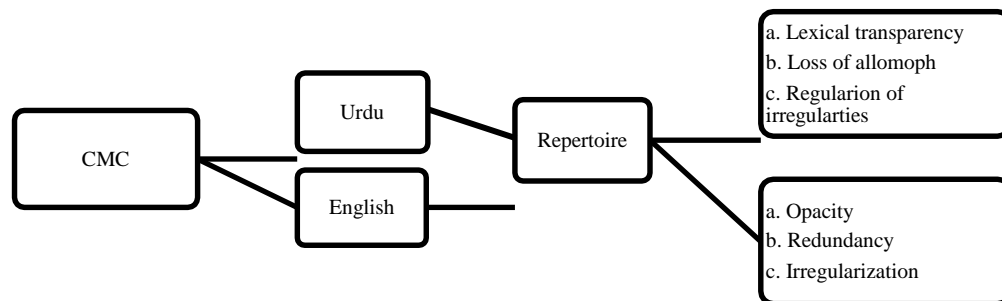 CMC
Urdu
English
Repertoire
a. Lexical transparency
b. Loss of allomoph
c. Regularion of
irregularties
a. Opacity
b. Redundancy
c. Irregularization